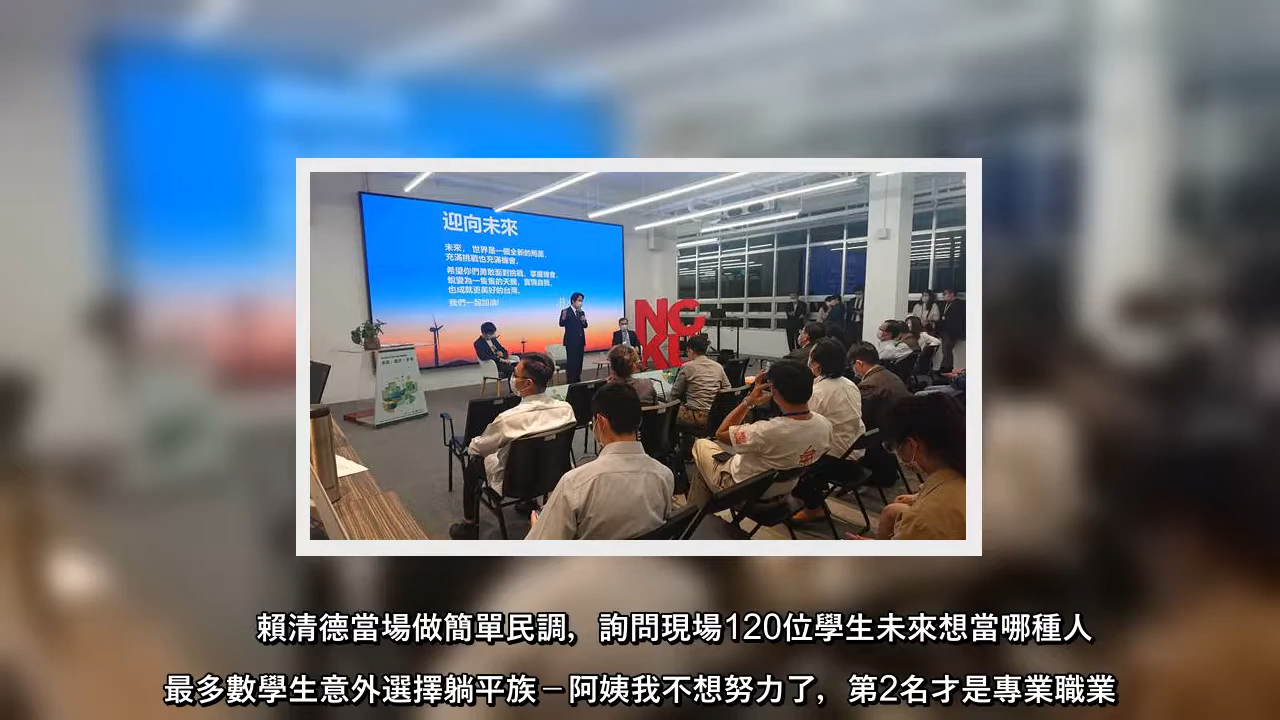 迎向未來
未來，世界是一個全新的局面，
充滿挑戰也充滿機會。
希望你們勇敢面對挑戰，掌握機會，
蛻變為一隻隻的天鵝，實現自我，
也成就更美好的台灣。
我們一起加油!
NC
KU
賴清德當場做簡單民調，詢問現場120位學生未來想當哪種人
最多數學生意外選擇躺平族－阿姨我不想努力了，第2名才是專業職業